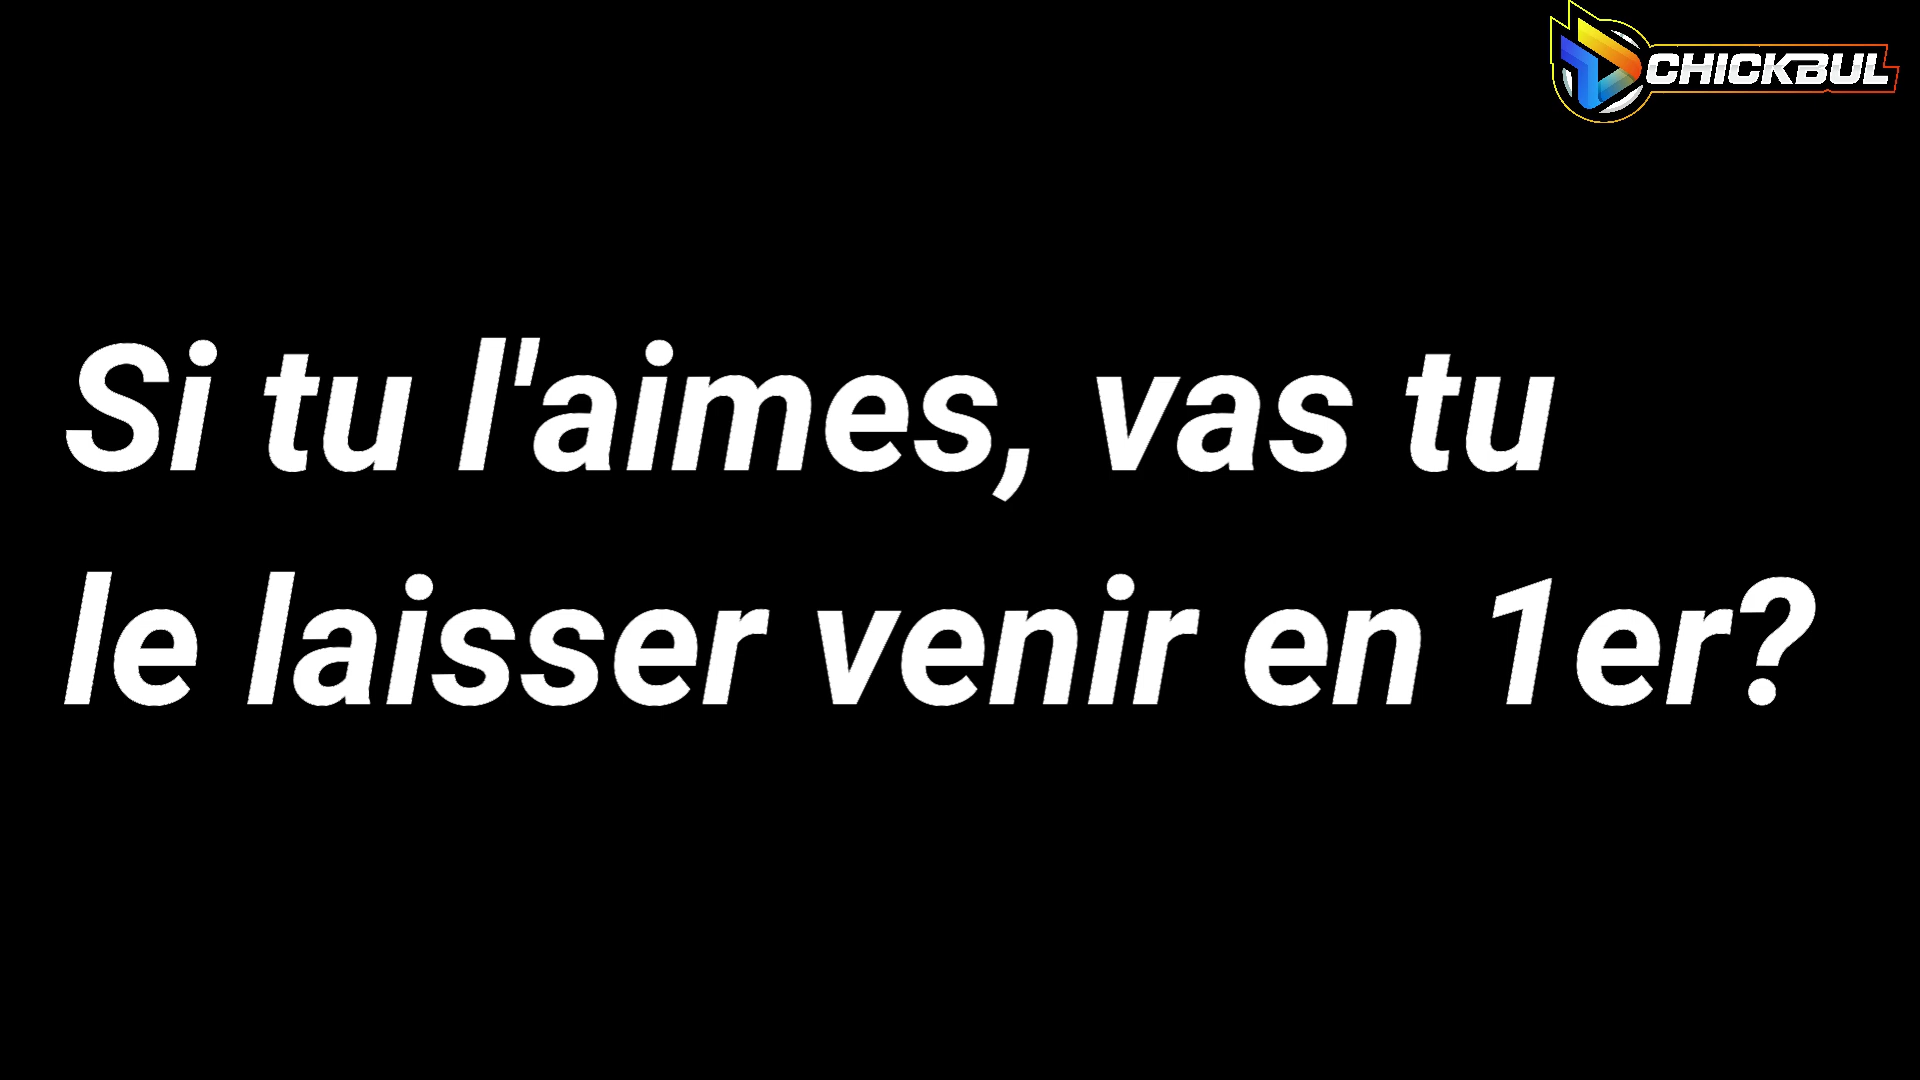 CHICKBUL
Si tu l'aimes, vas tu
le laisser venir en 1er?